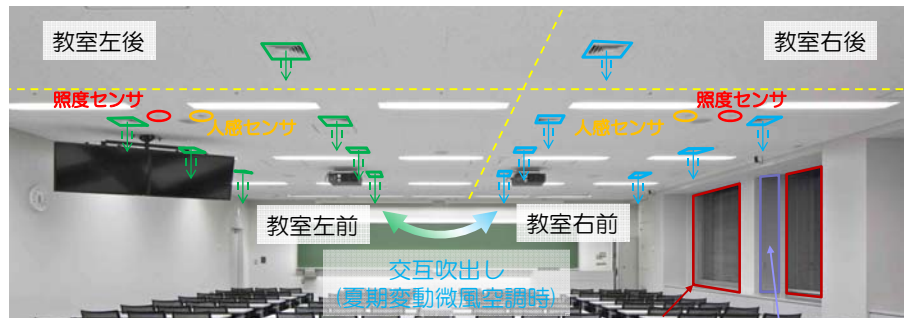 教室左後
教室右後
照度センサ
人感センサ
人感センサ
照度センサ
教室左前
教室右前
交互吹出し
(夏期変動微風空調時)